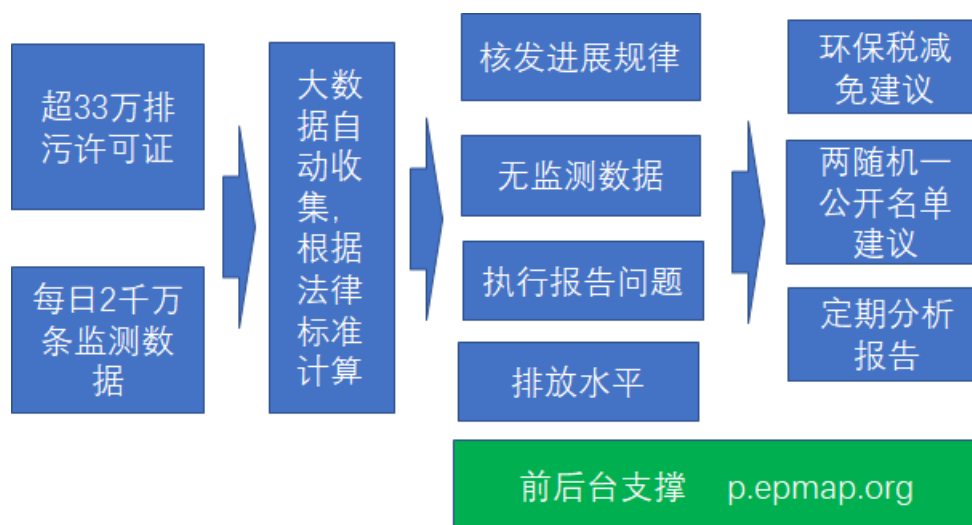 超33万排
污许可证
每日2千万
条监测数
据
大数
据自
动收
集,
根据
法律
标准
计算
核发进展规律
无监测数据
执行报告问题
排放水平
环保税减
免建议
两随机一
公开名单
建议
定期分析
报告
前后台支撑 p.epmap.org